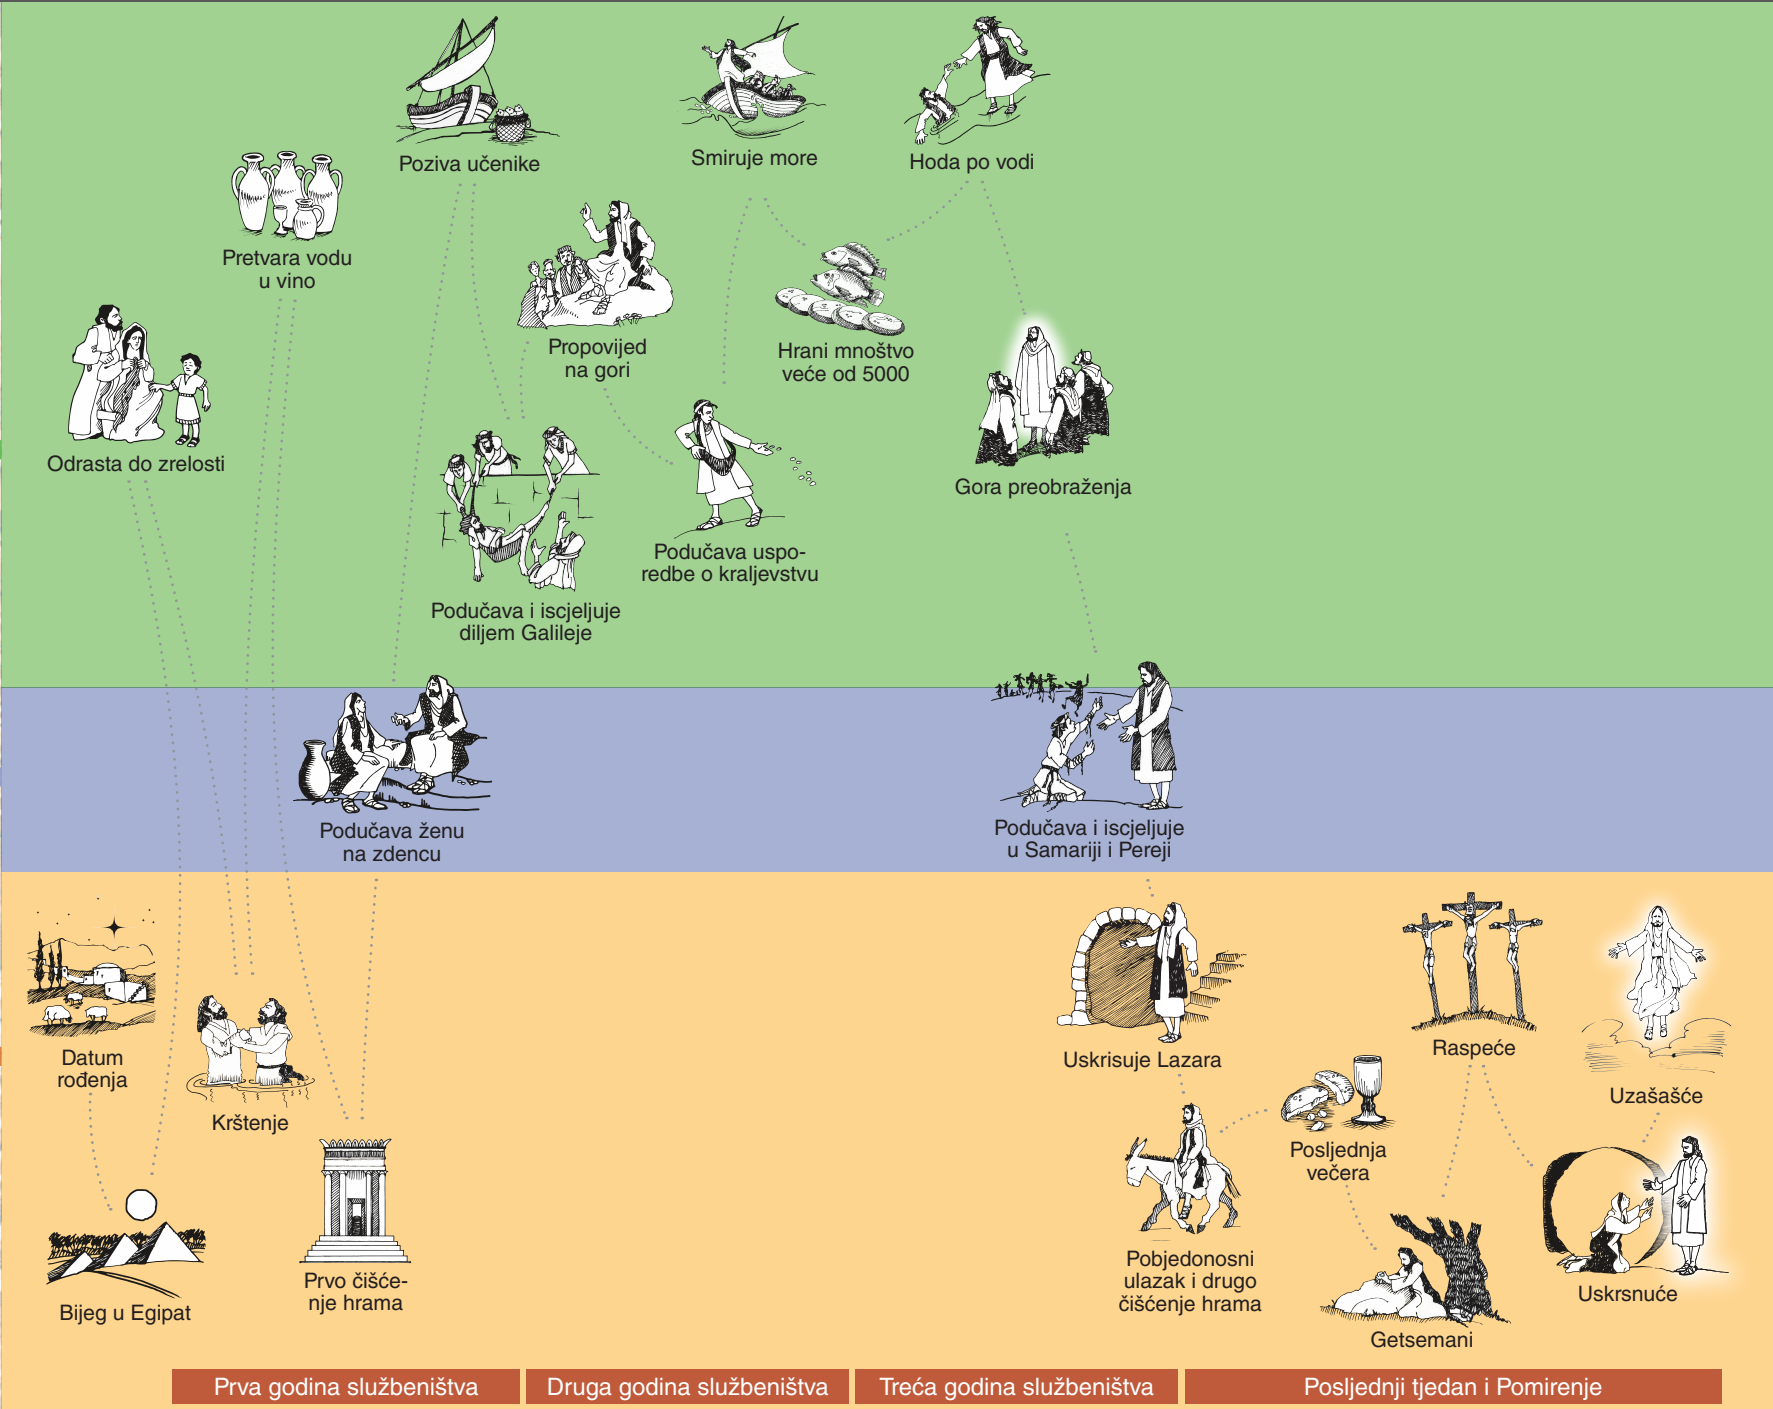 Poziva učenike
Smiruje more
Hoda po vodi
Pretvara vodu
u vino
Propovijed
na gori
Hrani mnoštvo
veće od 5000
Odrasta do zrelosti
Gora preobraženja
Podučava uspo-
redbe o kraljevstvu
Podučava i iscjeljuje
diljem Galileje
Podučava ženu
na zdencu
Podučava i iscjeljuje
u Samariji i Pereji
Datum
rođenja
Krštenje
Uskrisuje Lazara
Raspeće
Uzašašće
Posljednja
večera
Bijeg u Egipat
Prvo čišće-
nje hrama
Pobjedonosni
ulazak i drugo
čišćenje hrama
Getsemani
Uskrsnuće
Prva godina službeništva
Druga godina službeništva
Treća godina službeništva
Posljednji tjedan i Pomirenje